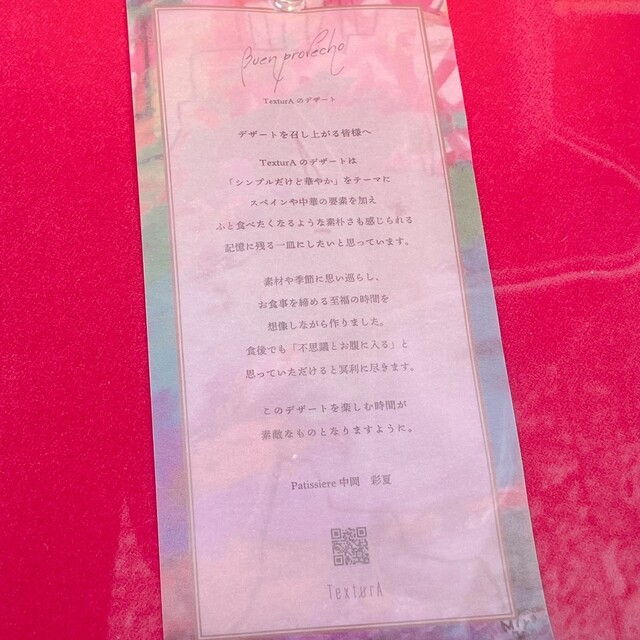 Buen provecho!
TexturA のデザート
デザートを召し上がる皆様へ
TexturA のデザートは
「シンプルだけど華やか」をテーマに
スペインや中華の要素を加え
ふと食べたくなるような素朴さも感じられる
記憶に残る一皿にしたいと思っています。
素材や季節に思い巡らし、
お食事を締める至福の時間を
想像しながら作りました。
食後でも「不思議とお腹に入る」と
思っていただけると冥利に尽きます。
このデザートを楽しむ時間が
素敵なものとなりますように。
Patissiere 中岡 彩夏
TexturA